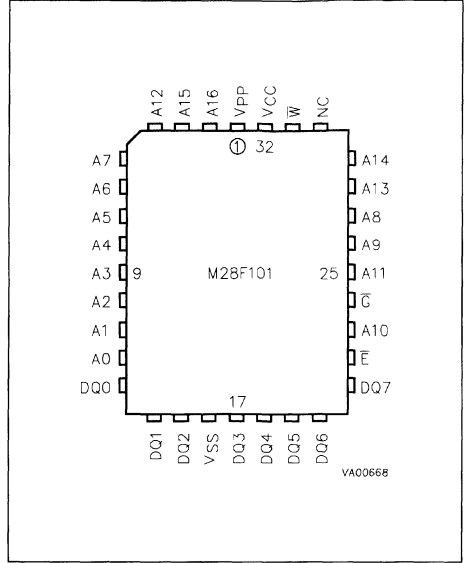 A12 A15 A16 VPP VCC W̅ NC
① 32
A7 A14
A6 A13
A5 A8
A4 A9
A3 9 M28F101 25 A11
A2 G̅
A1 A10
A0 E̅
DQ0 DQ7
17
DQ1 DQ2 VSS DQ3 DQ4 DQ5 DQ6
VA00668